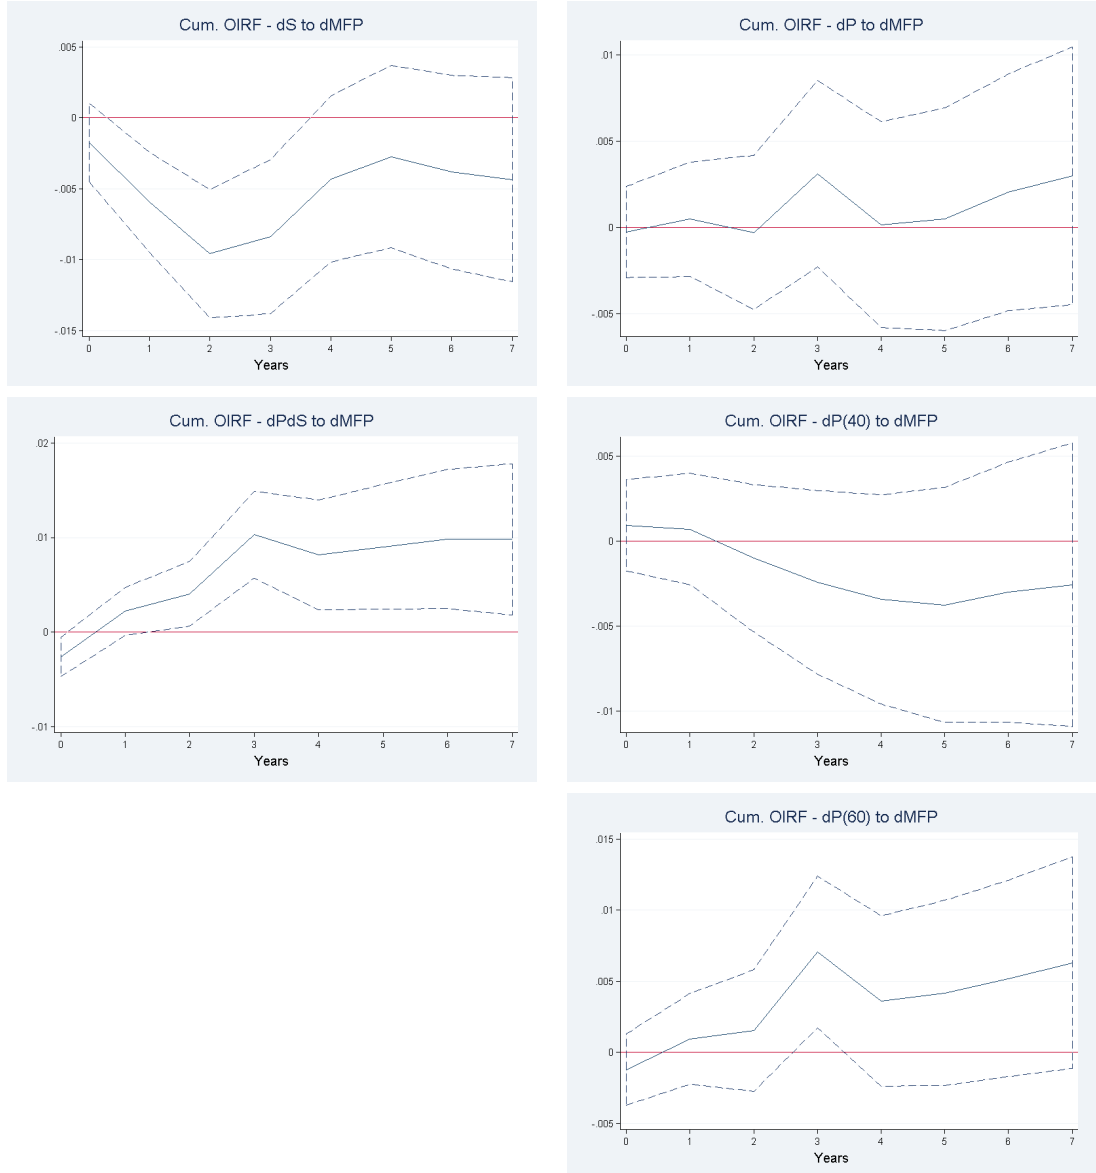 Cum. OIRF - dS to dMFP
.005
0
-.005
-.01
-.015
0 1 2 3 4 5 6 7
Years
Cum. OIRF - dP to dMFP
.01
.005
0
-.005
0 1 2 3 4 5 6 7
Years
Cum. OIRF - dPdS to dMFP
.02
.01
0
-.01
0 1 2 3 4 5 6 7
Years
Cum. OIRF - dP(40) to dMFP
.005
0
-.005
-.01
0 1 2 3 4 5 6 7
Years
Cum. OIRF - dP(60) to dMFP
.015
.01
.005
0
-.005
0 1 2 3 4 5 6 7
Years